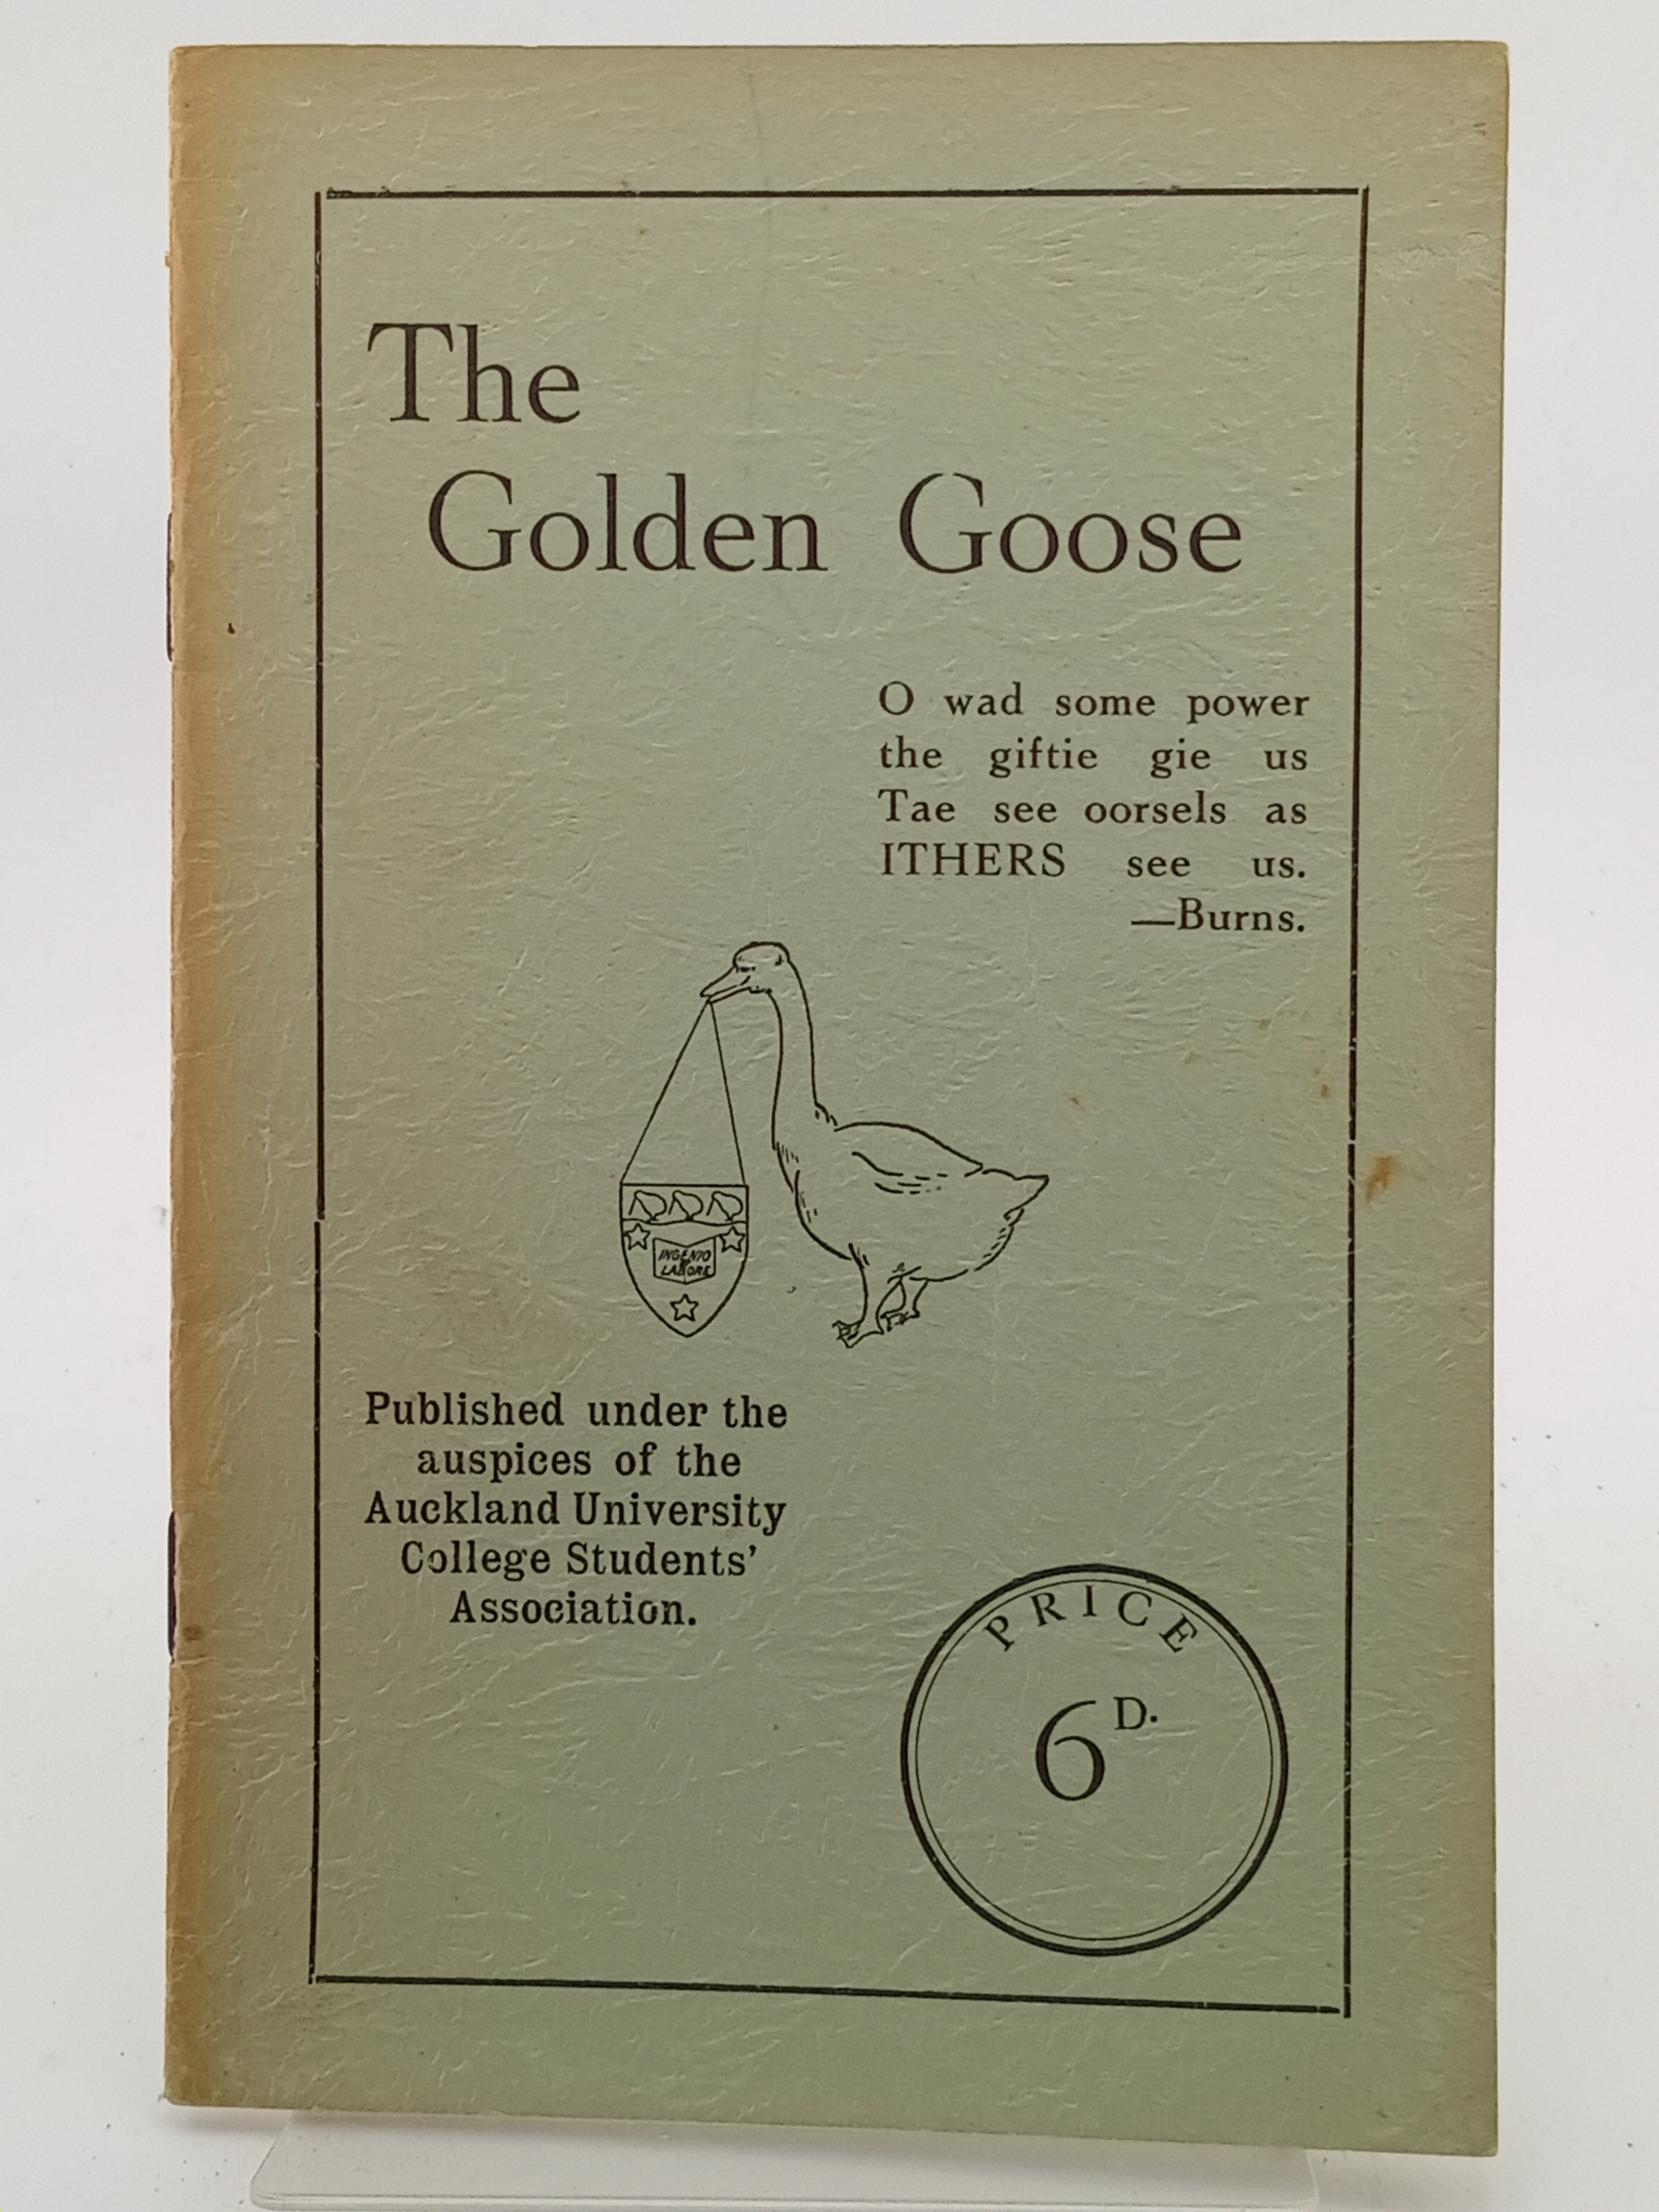 The
Golden Goose
O wad some power
the giftie gie us
Tae see oorsels as
ITHERS see us.
—Burns.
INGENIO
LABORE
Published under the
auspices of the
Auckland University
College Students'
Association.
PRICE
6D.